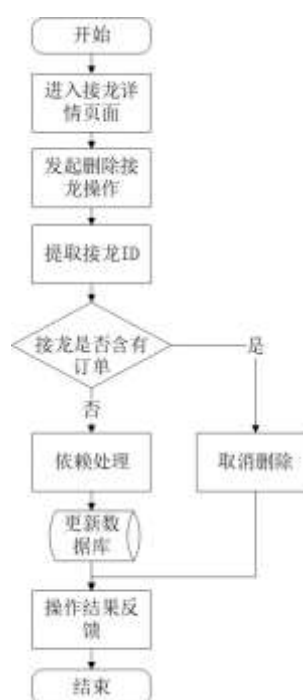 开始
进入接龙详
情页面
发起删除接
龙操作
提取接龙ID
接龙是否含有
订单
是
否
依赖处理
取消删除
更新数
据库
操作结果反
馈
结束